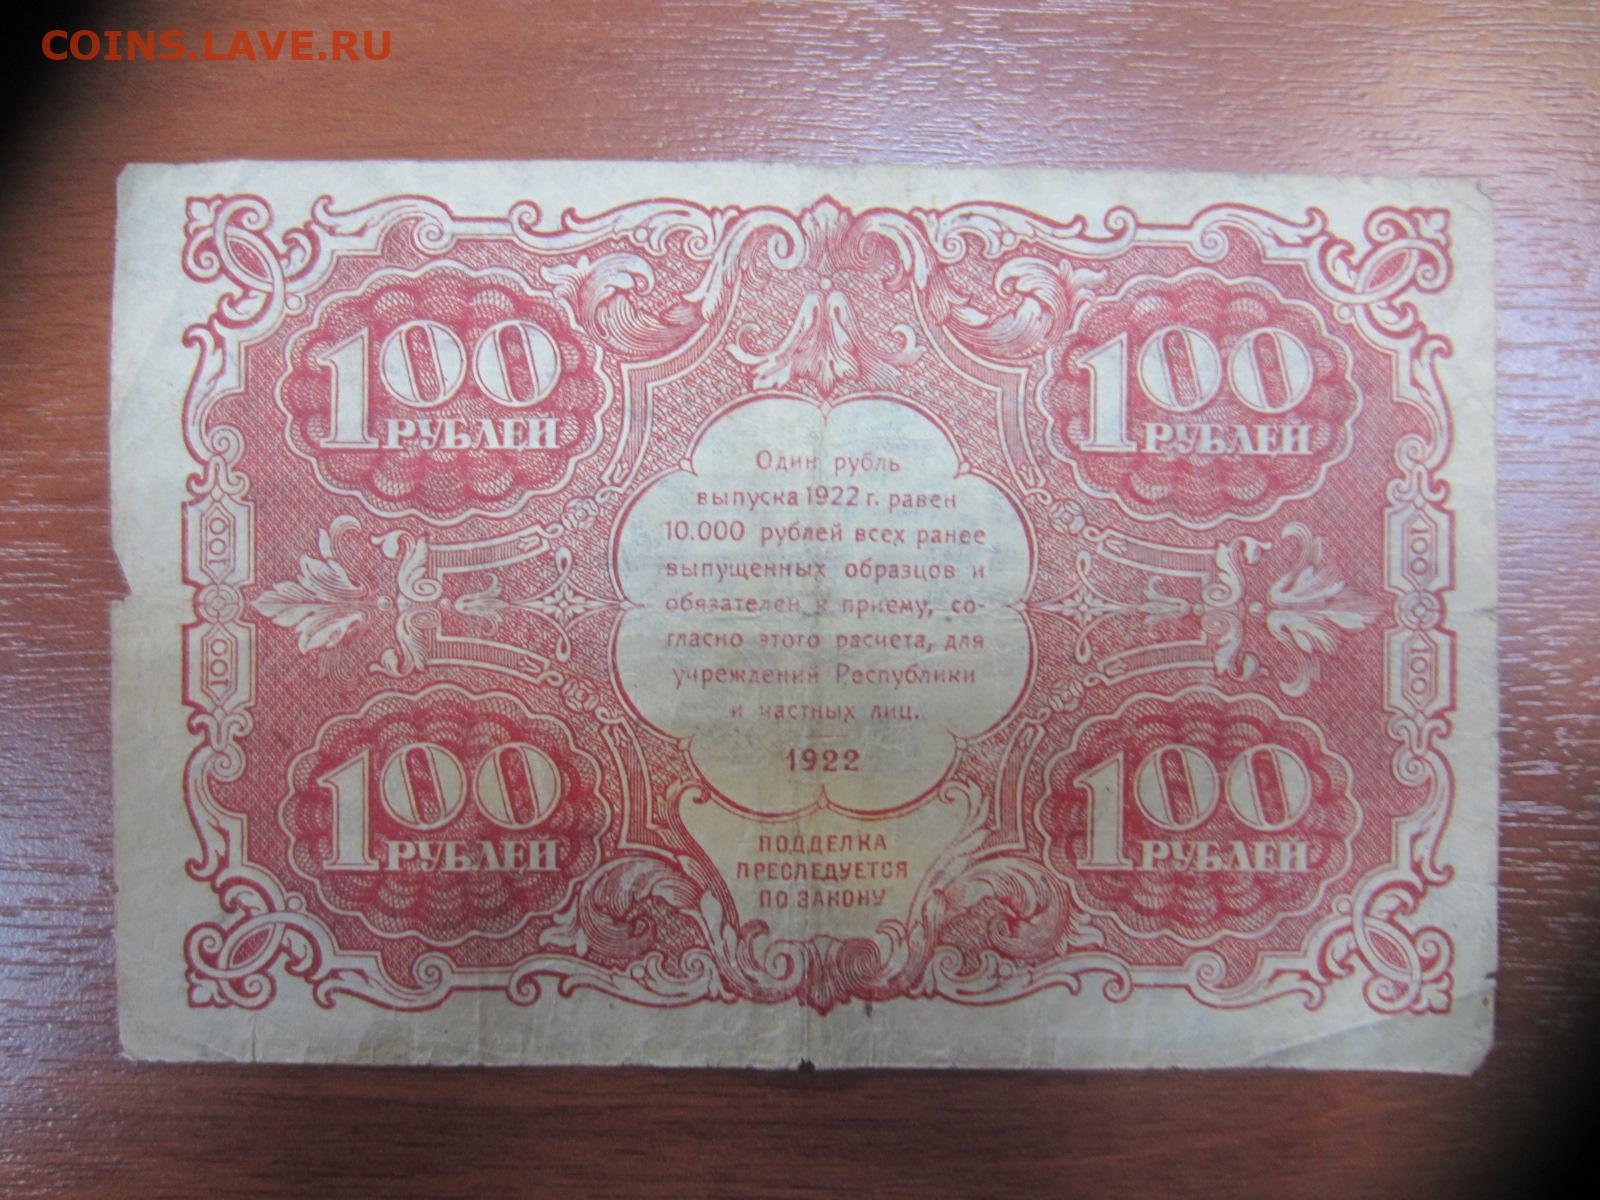 COINS.LAVE.RU
100 РУБЛЕЙ
100 РУБЛЕЙ
Один рубль
выпуска 1922 г. равен
10.000 рублей всех ранее
выпущенных образцов и
обязателен к приему, со-
гласно этого расчета, для
учреждений Республики
и частных лиц.
1922
100
100
100
100
100 РУБЛЕЙ
100 РУБЛЕЙ
ПОДДЕЛКА
ПРЕСЛЕДУЕТСЯ
ПО ЗАКОНУ